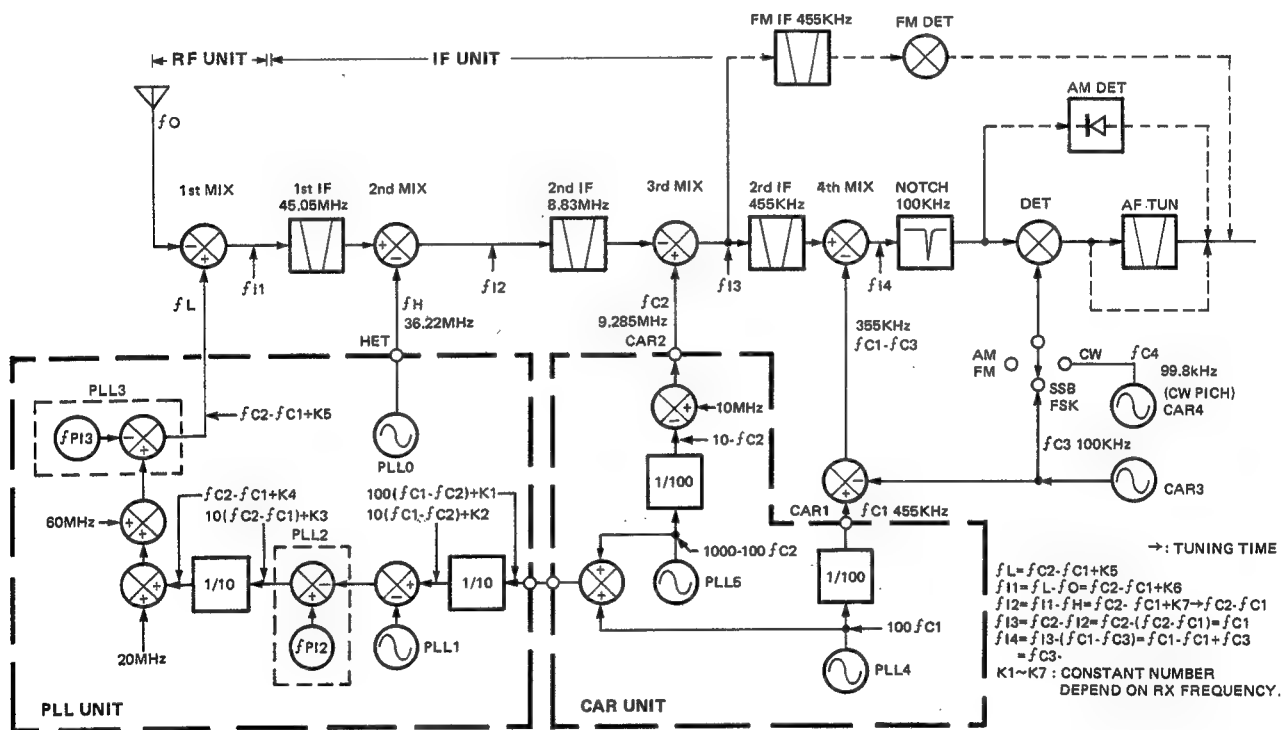 FM IF 455KHz
FM DET
RF UNIT
IF UNIT
AM DET
fO
1st MIX
1st IF
45.05MHz
2nd MIX
2nd IF
8.83MHz
3rd MIX
2rd IF
455KHz
4th MIX
NOTCH
100KHz
DET
AF TUN
fI1
fI2
fI3
fI4
fL
fH
36.22MHz
HET
fC2
9.285MHz
CAR2
355KHz
fC1-fC3
AM
FM
CW
SSB
FSK
fC4
99.8kHz
(CW PICH)
CAR4
PLL3
fPI3
fC2-fC1+K5
PLL0
10MHz
10-fC2
1/100
fC3 100KHz
CAR3
60MHz
fC2-fC1+K4
10(fC2-fC1)+K3
100(fC1-fC2)+K1
10(fC1-fC2)+K2
PLL2
1/10
fPI2
1/10
PLL1
20MHz
1000-100fC2
PLL5
CAR1
fC1 455KHz
1/100
100fC1
PLL4
PLL UNIT
CAR UNIT
→: TUNING TIME
fL=fC2-fC1+K5
fI1=fL-fO=fC2-fC1+K6
fI2=fI1-fH=fC2-fC1+K7→fC2-fC1
fI3=fC2-fI2=fC2-(fC2-fC1)=fC1
fI4=fI3-(fC1-fC3)=fC1-fC1+fC3
=fC3.
K1~K7 : CONSTANT NUMBER
DEPEND ON RX FREQUENCY.